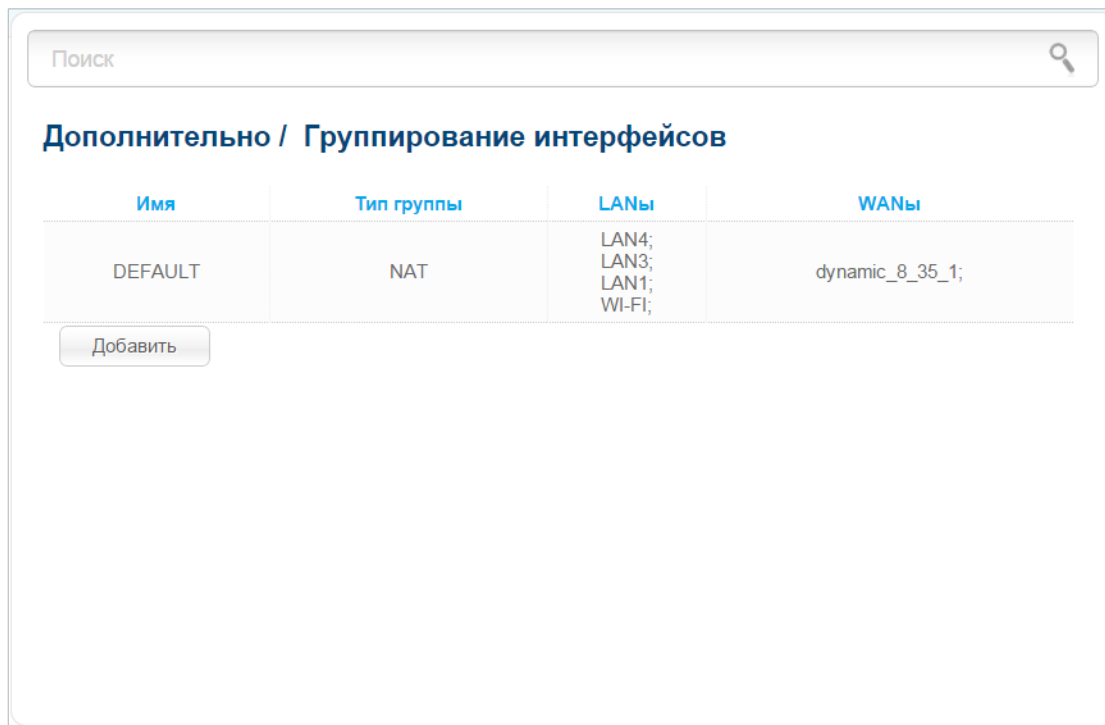 Поиск
Дополнительно / Группирование интерфейсов
Имя Тип группы LANы WANы
DEFAULT NAT LAN4; LAN3; LAN1; WI-FI; dynamic_8_35_1;
Добавить